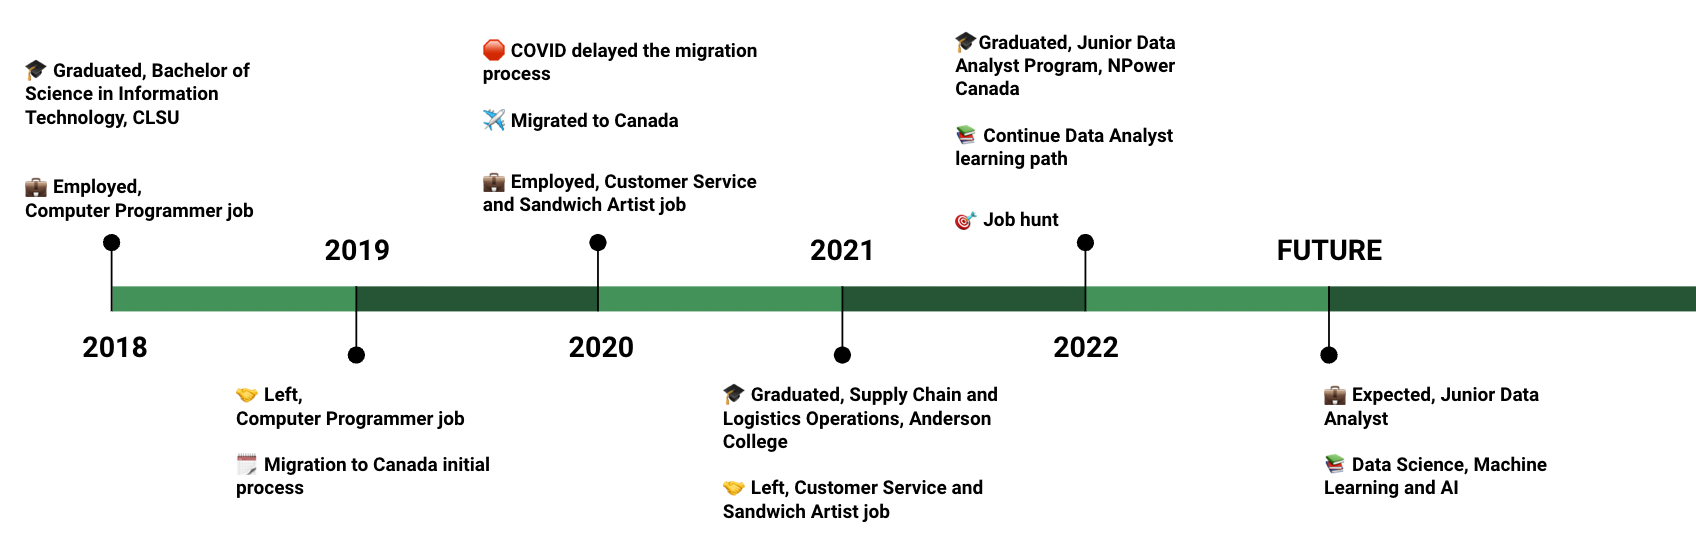 🎓 Graduated, Bachelor of
Science in Information
Technology, CLSU
💼 Employed,
Computer Programmer job
2018
2019
🤝 Left,
Computer Programmer job
🗒️ Migration to Canada initial
process
🛑 COVID delayed the migration
process
✈️ Migrated to Canada
💼 Employed, Customer Service
and Sandwich Artist job
2020
2021
🎓 Graduated, Supply Chain and
Logistics Operations, Anderson
College
🤝 Left, Customer Service and
Sandwich Artist job
🎓Graduated, Junior Data
Analyst Program, NPower
Canada
📚 Continue Data Analyst
learning path
🎯 Job hunt
2022
FUTURE
💼 Expected, Junior Data
Analyst
📚 Data Science, Machine
Learning and AI